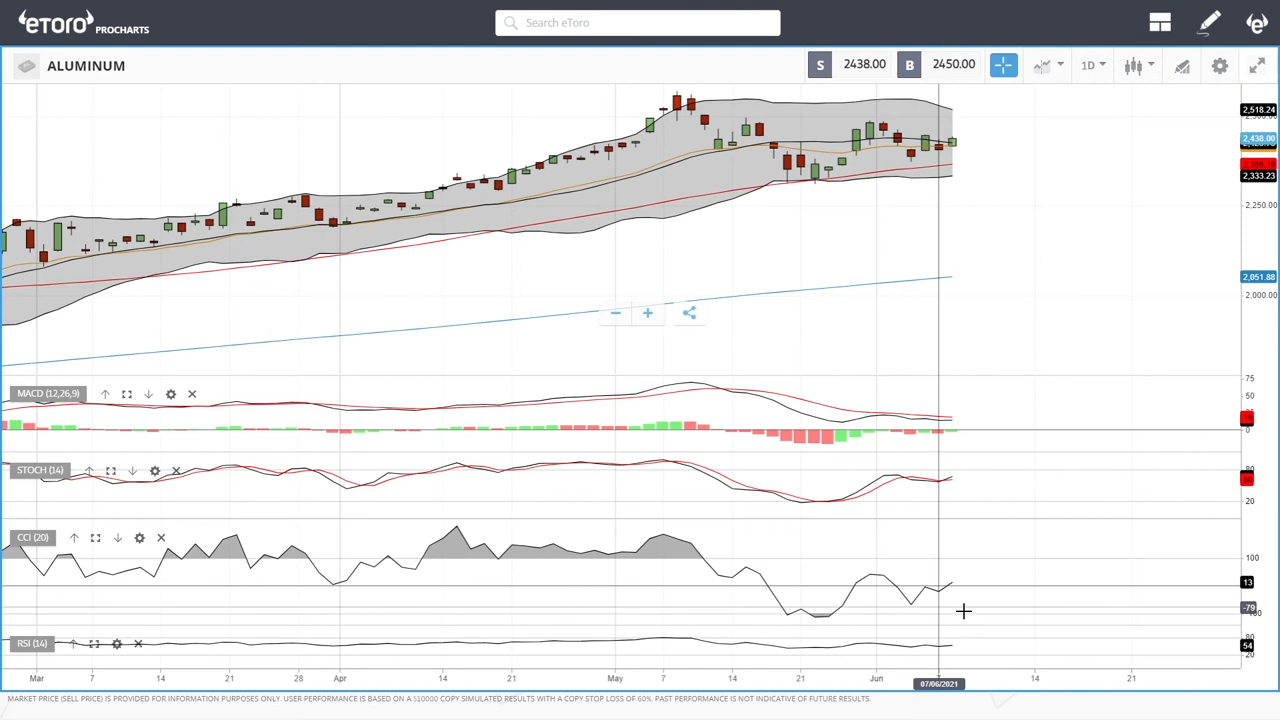 eToro PROCHARTS
Search eToro
ALUMINUM
S 2438.00 B 2450.00
1D
2,518.24
2,438.00
2,333.23
2,250.00
2,051.88
2,000.00
MACD (12,26,9)
75
50
0
STOCH (14)
80
20
CCI (20)
100
13
-79
RSI (14)
80
54
20
Mar 7 14 21 28 Apr 14 21 May 7 14 21 Jun 14 21
07/06/2021
MARKET PRICE (SELL PRICE) IS PROVIDED FOR INFORMATION PURPOSES ONLY. USER PERFORMANCE IS BASED ON A $10000 COPY SIMULATED RESULTS WITH A COPY STOP LOSS OF 60%. PAST PERFORMANCE IS NOT INDICATIVE OF FUTURE RESULTS.